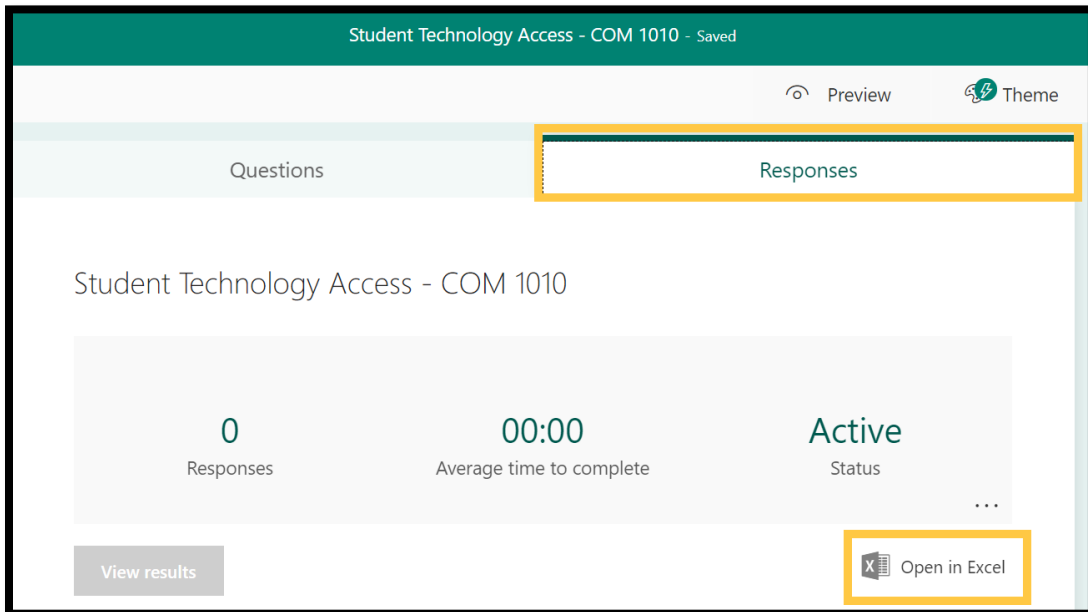 Student Technology Access - COM 1010 - Saved
Preview Theme
Questions Responses
Student Technology Access - COM 1010
0 00:00 Active
Responses Average time to complete Status
...
View results Open in Excel